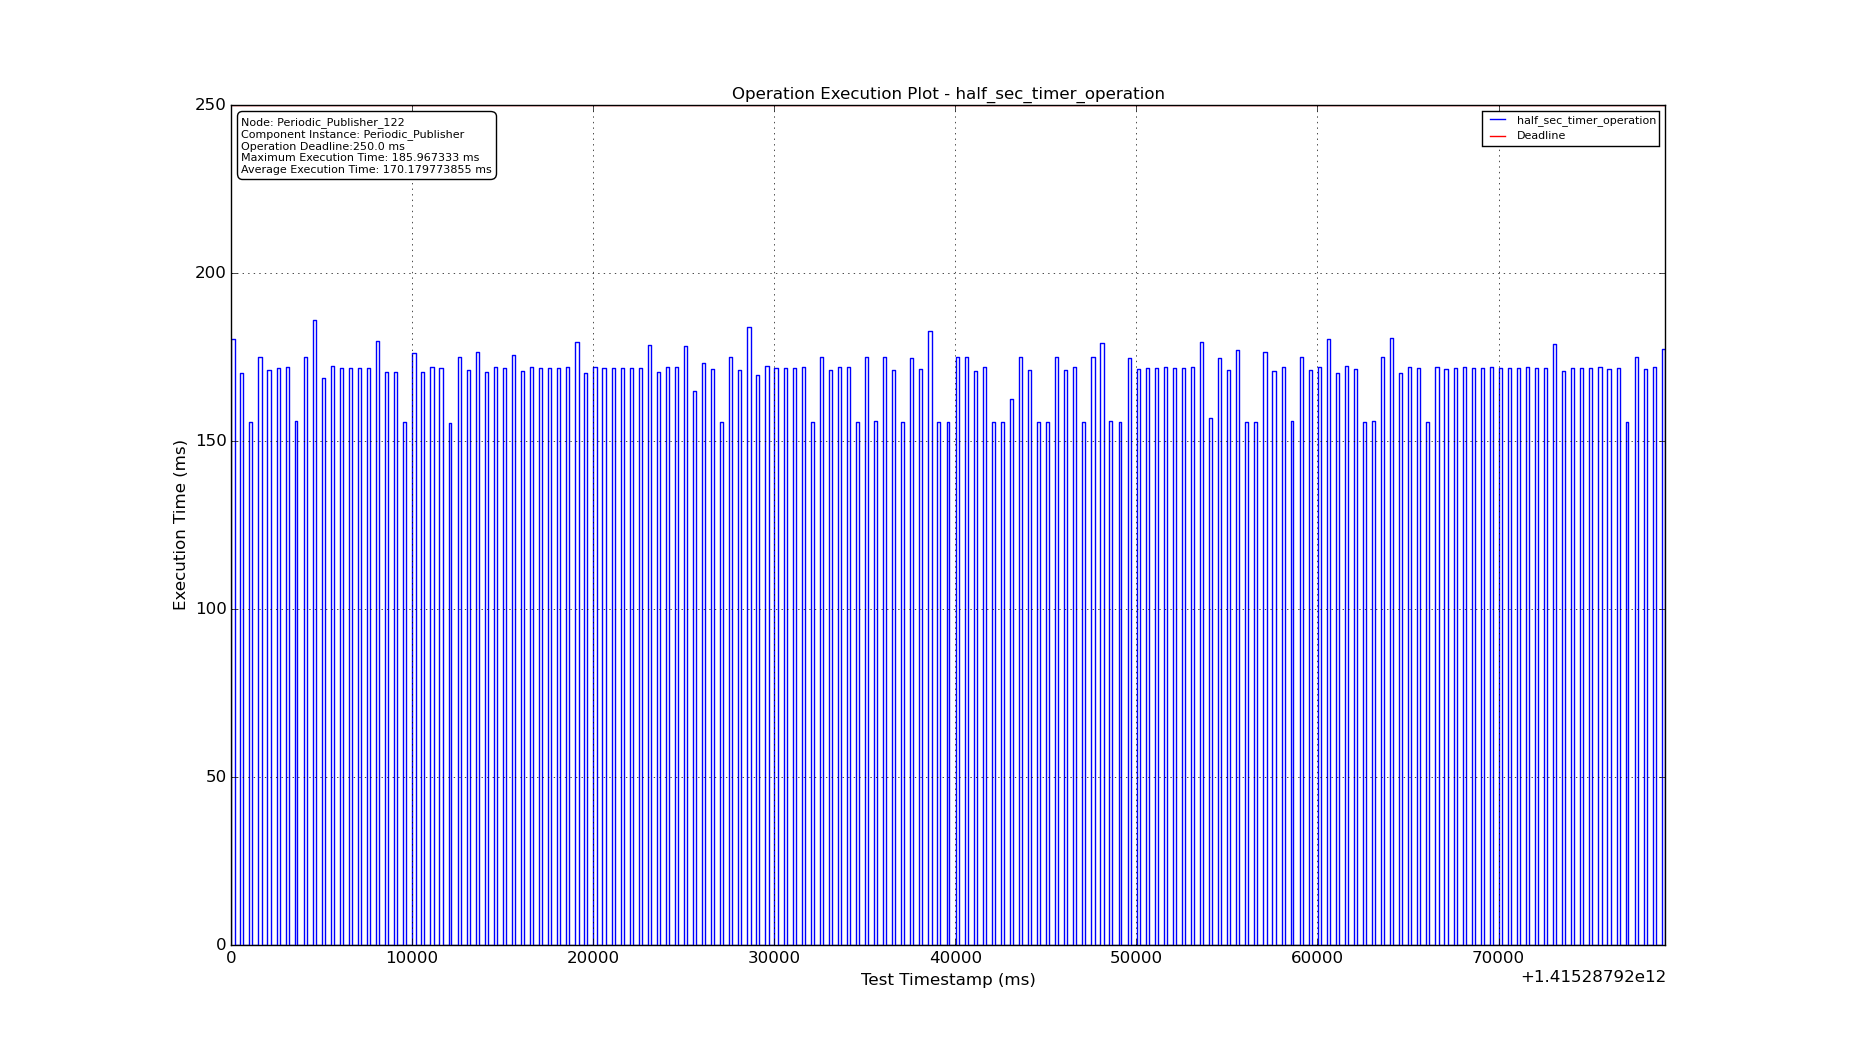 Operation Execution Plot - half_sec_timer_operation
Node: Periodic_Publisher_122
Component Instance: Periodic_Publisher
Operation Deadline:250.0 ms
Maximum Execution Time: 185.967333 ms
Average Execution Time: 170.179773855 ms
half_sec_timer_operation
Deadline
250
200
150
100
50
0
Execution Time (ms)
0 10000 20000 30000 40000 50000 60000 70000
+1.41528792e12
Test Timestamp (ms)